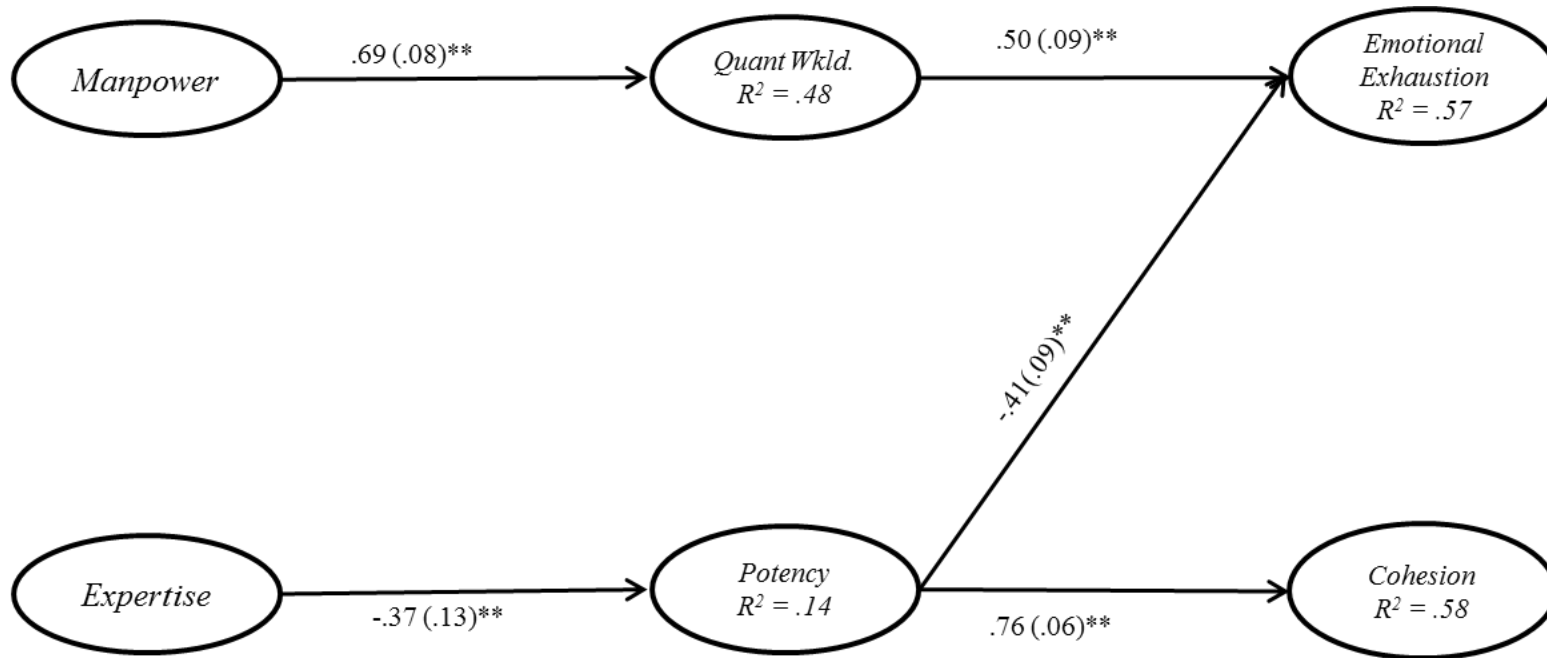 Manpower
.69 (.08)**
Quant Wkld.
R² = .48
.50 (.09)**
Emotional
Exhaustion
R² = .57
-.41(.09)**
Expertise
-.37 (.13)**
Potency
R² = .14
.76 (.06)**
Cohesion
R² = .58